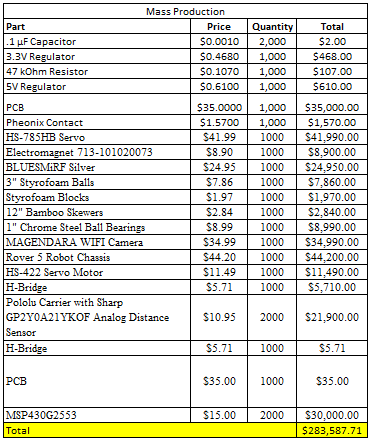 Mass Production
Part Price Quantity Total
.1 µF Capacitor $0.0010 2,000 $2.00
3.3V Regulator $0.4680 1,000 $468.00
47 kOhm Resistor $0.1070 1,000 $107.00
5V Regulator $0.6100 1,000 $610.00
PCB $35.0000 1,000 $35,000.00
Pheonix Contact $1.5700 1,000 $1,570.00
HS-785HB Servo $41.99 1000 $41,990.00
Electromagnet 713-101020073 $8.90 1000 $8,900.00
BLUESMiRF Silver $24.95 1000 $24,950.00
3" Styrofoam Balls $7.86 1000 $7,860.00
Styrofoam Blocks $1.97 1000 $1,970.00
12" Bamboo Skewers $2.84 1000 $2,840.00
1" Chrome Steel Ball Bearings $8.99 1000 $8,990.00
MAGENDARA WIFI Camera $34.99 1000 $34,990.00
Rover 5 Robot Chassis $44.20 1000 $44,200.00
HS-422 Servo Motor $11.49 1000 $11,490.00
H-Bridge $5.71 1000 $5,710.00
Pololu Carrier with Sharp
GP2Y0A21YKOF Analog Distance $10.95 2000 $21,900.00
Sensor
H-Bridge $5.71 1000 $5.71
PCB $35.00 1000 $35.00
MSP430G2553 $15.00 2000 $30,000.00
Total $283,587.71